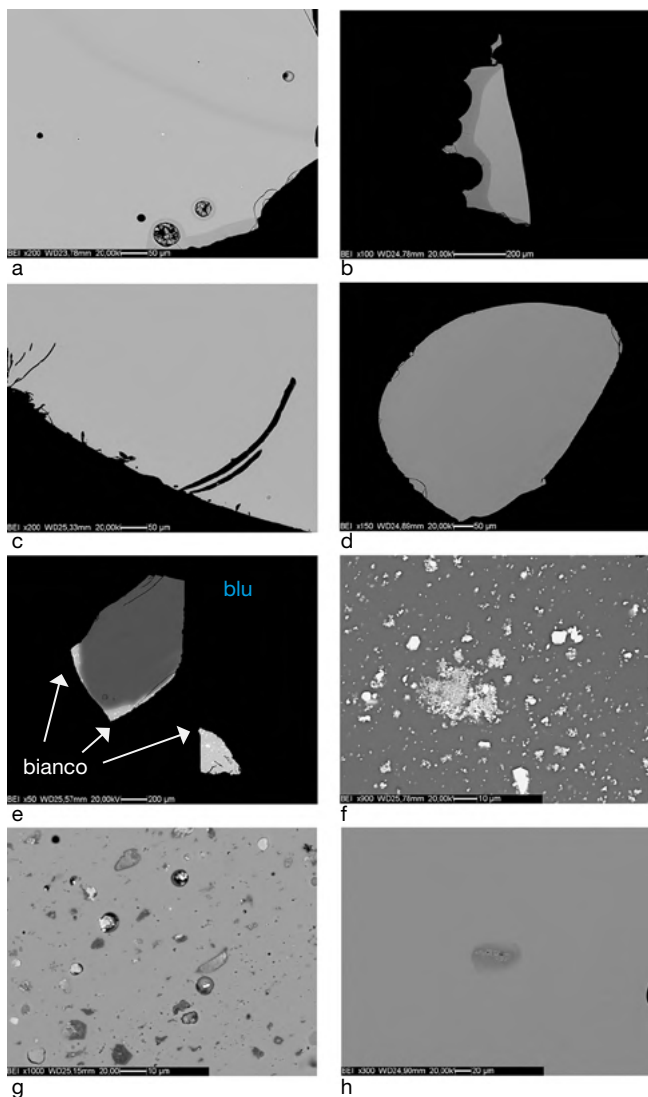 BEI x200 WD23,78mm 20,00kV 50 µm
a
BEI x100 WD24,78mm 20,00kV 200 µm
b
BEI x200 WD25,33mm 20,00kV 50 µm
c
BEI x150 WD24,89mm 20,00kV 50 µm
d
blu
bianco
BEI x50 WD25,57mm 20,00kV 200 µm
e
BEI x900 WD25,78mm 20,00kV 10 µm
f
BEI x1000 WD25,15mm 20,00 10 µm
g
BEI x300 WD24,90mm 20,00kV 20 µm
h